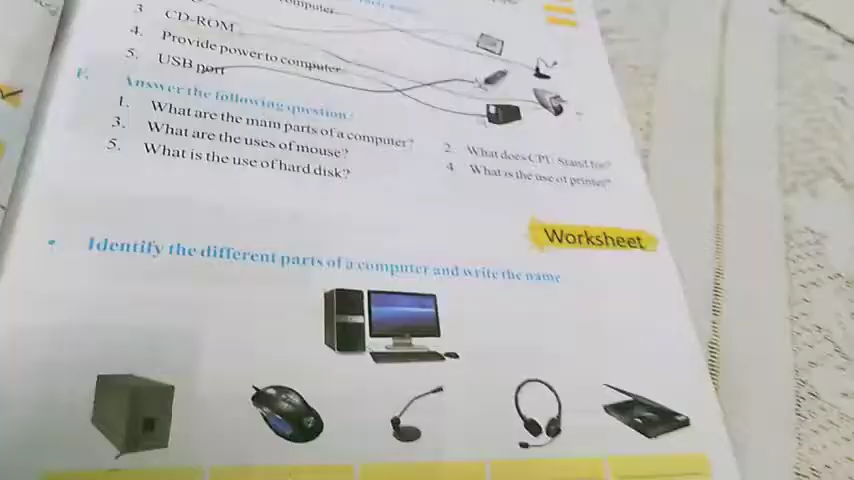 computer
3. CD-ROM
4. Provide power to computer
5. USB port
F. Answer the following question:
1. What are the main parts of a computer?
2. What does CPU Stand for?
3. What are the uses of mouse?
4. What is the use of printer?
5. What is the use of hard disk?
Worksheet
Identify the different parts of a computer and write the name